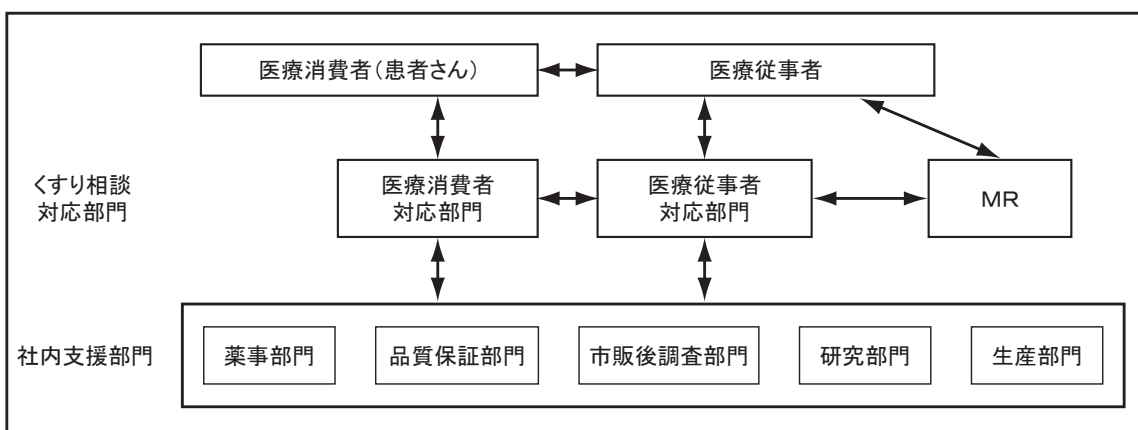 医療消費者（患者さん）
医療従事者
くすり相談
対応部門
医療消費者
対応部門
医療従事者
対応部門
ＭＲ
社内支援部門
薬事部門
品質保証部門
市販後調査部門
研究部門
生産部門